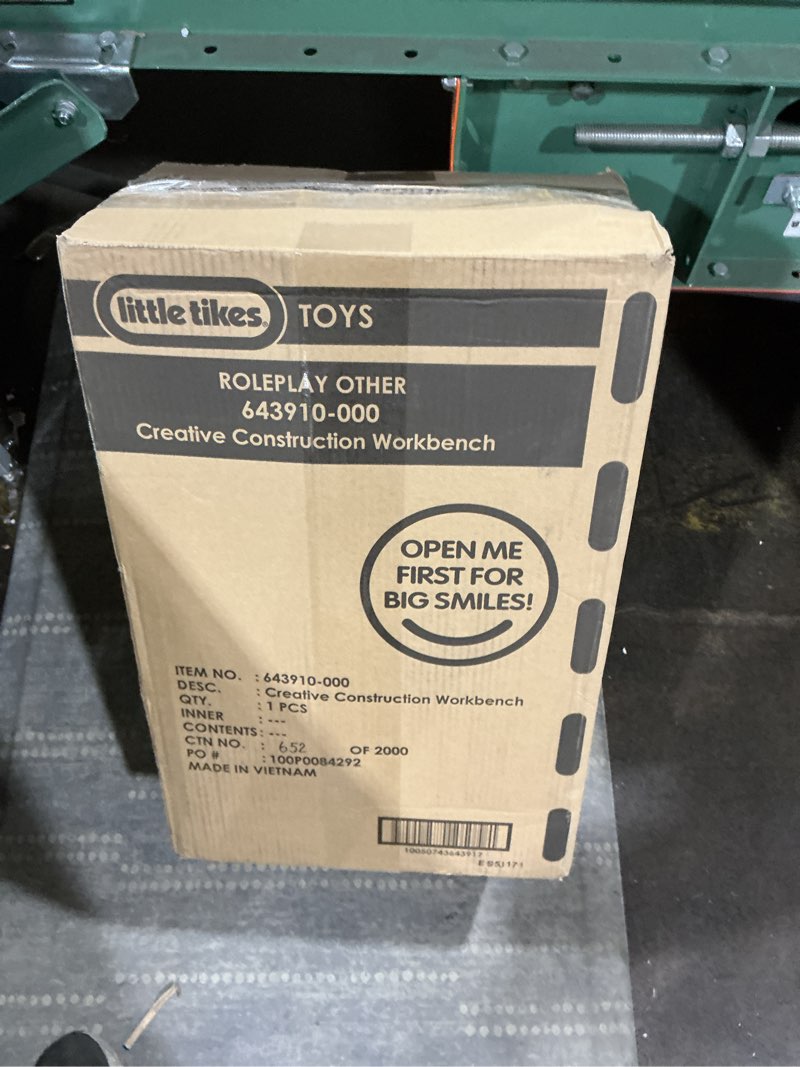 little tikes® TOYS
ROLEPLAY OTHER
643910-000
Creative Construction Workbench
OPEN ME
FIRST FOR
BIG SMILES!
ITEM NO. : 643910-000
DESC. : Creative Construction Workbench
QTY. : 1 PCS
INNER : ---
CONTENTS: ---
CTN NO. : 652 OF 2000
PO # : 100P0084292
MADE IN VIETNAM